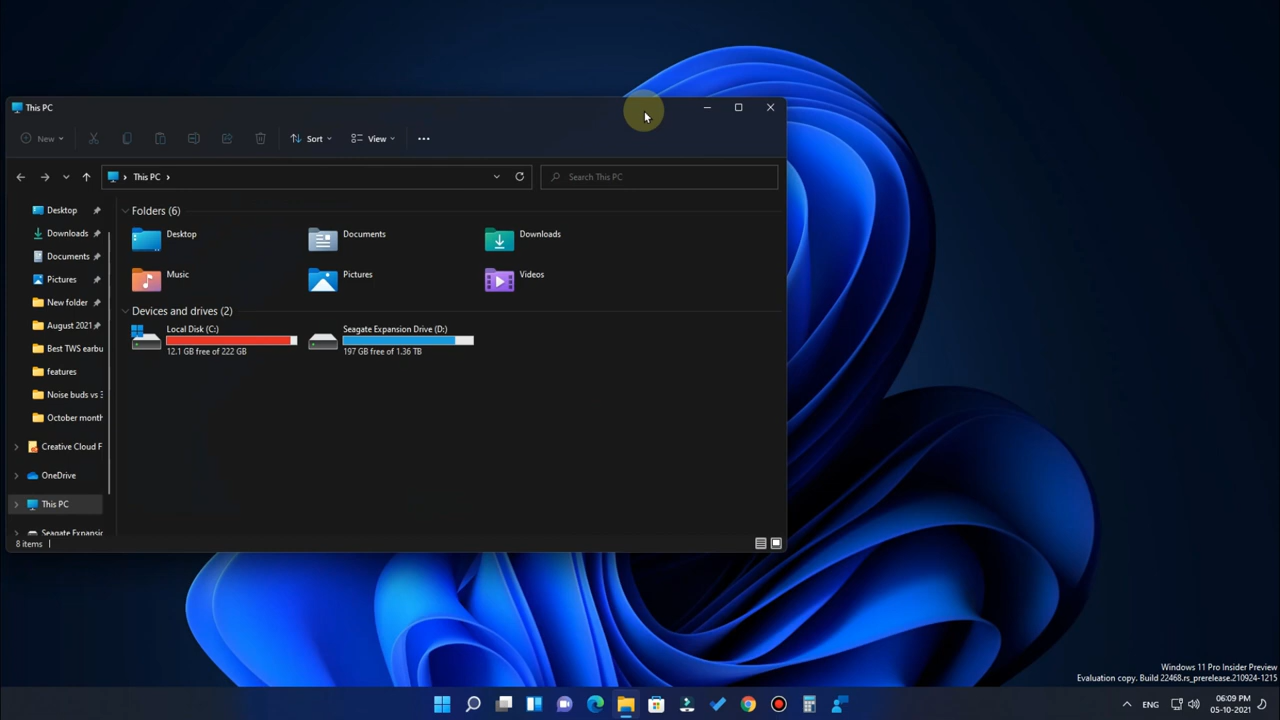 This PC
New
Sort
View
This PC
Search This PC
Desktop
Downloads
Documents
Pictures
New folder
August 2021
Best TWS earbu
features
Noise buds vs 3
October month
Creative Cloud F
OneDrive
This PC
Seagate Expansio
Folders (6)
Desktop
Documents
Downloads
Music
Pictures
Videos
Devices and drives (2)
Local Disk (C:)
12.1 GB free of 222 GB
Seagate Expansion Drive (D:)
197 GB free of 1.36 TB
8 items
Windows 11 Pro Insider Preview
Evaluation copy. Build 22468.rs_prerelease.210924-1215
ENG
06:09 PM
05-10-2021